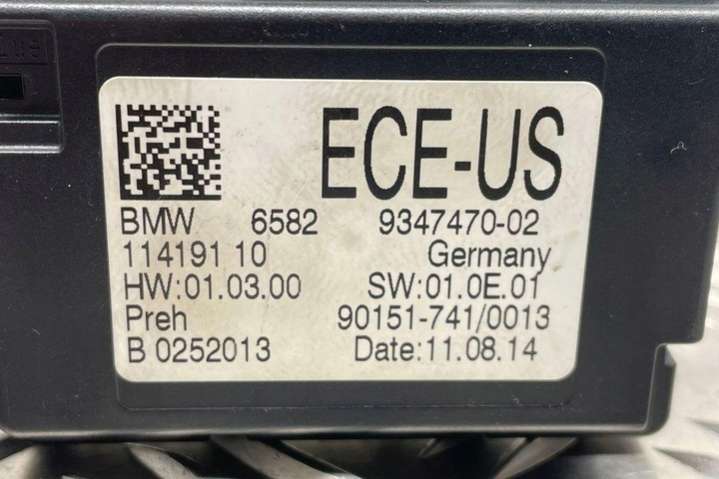 ECE-US
BMW 6582 9347470-02
114191 10 Germany
HW:01.03.00 SW:01.0E.01
Preh 90151-741/0013
B 0252013 Date:11.08.14